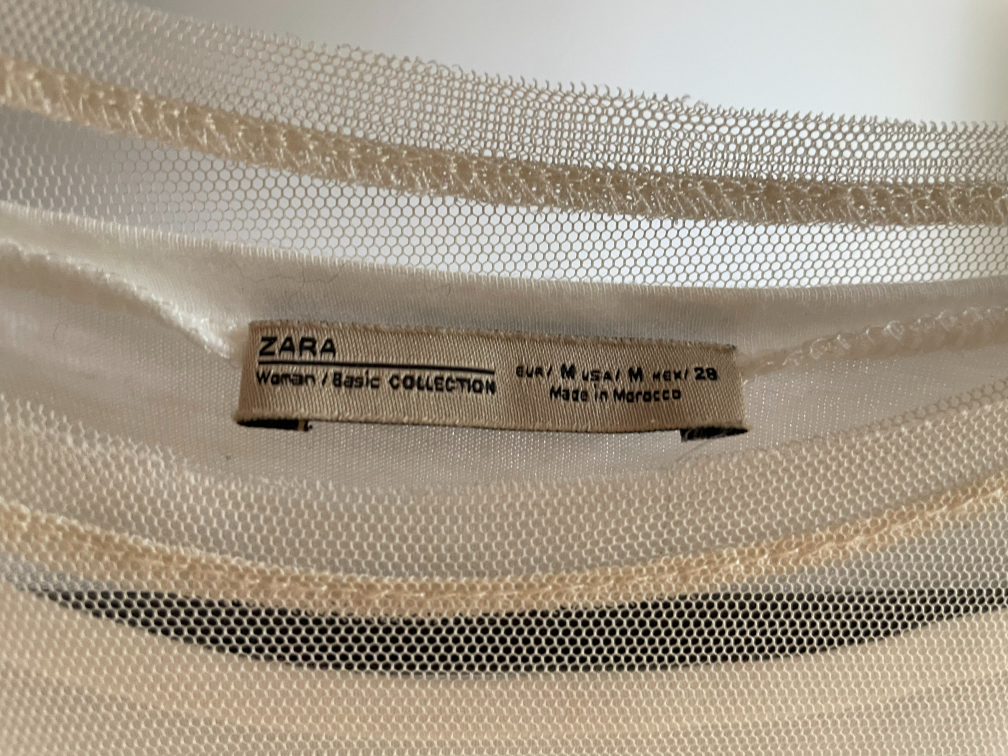 ZARA
Woman / Basic COLLECTION
EUR/ M USA/ M MEX/ 28
Made in Morocco